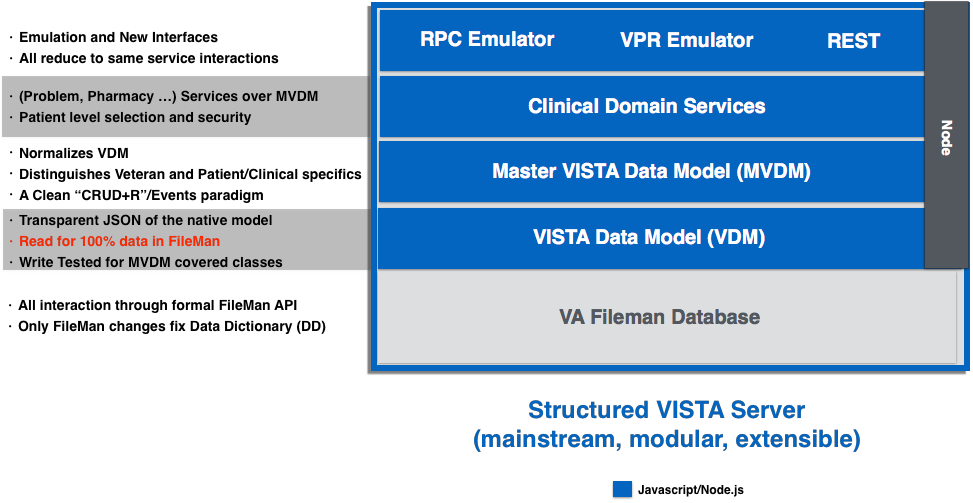 · Emulation and New Interfaces
· All reduce to same service interactions
RPC Emulator VPR Emulator REST
· (Problem, Pharmacy ...) Services over MVDM
· Patient level selection and security
Clinical Domain Services
Node
· Normalizes VDM
· Distinguishes Veteran and Patient/Clinical specifics
· A Clean “CRUD+R”/Events paradigm
Master VISTA Data Model (MVDM)
· Transparent JSON of the native model
· Read for 100% data in FileMan
· Write Tested for MVDM covered classes
VISTA Data Model (VDM)
· All interaction through formal FileMan API
· Only FileMan changes fix Data Dictionary (DD)
VA Fileman Database
Structured VISTA Server
(mainstream, modular, extensible)
Javascript/Node.js